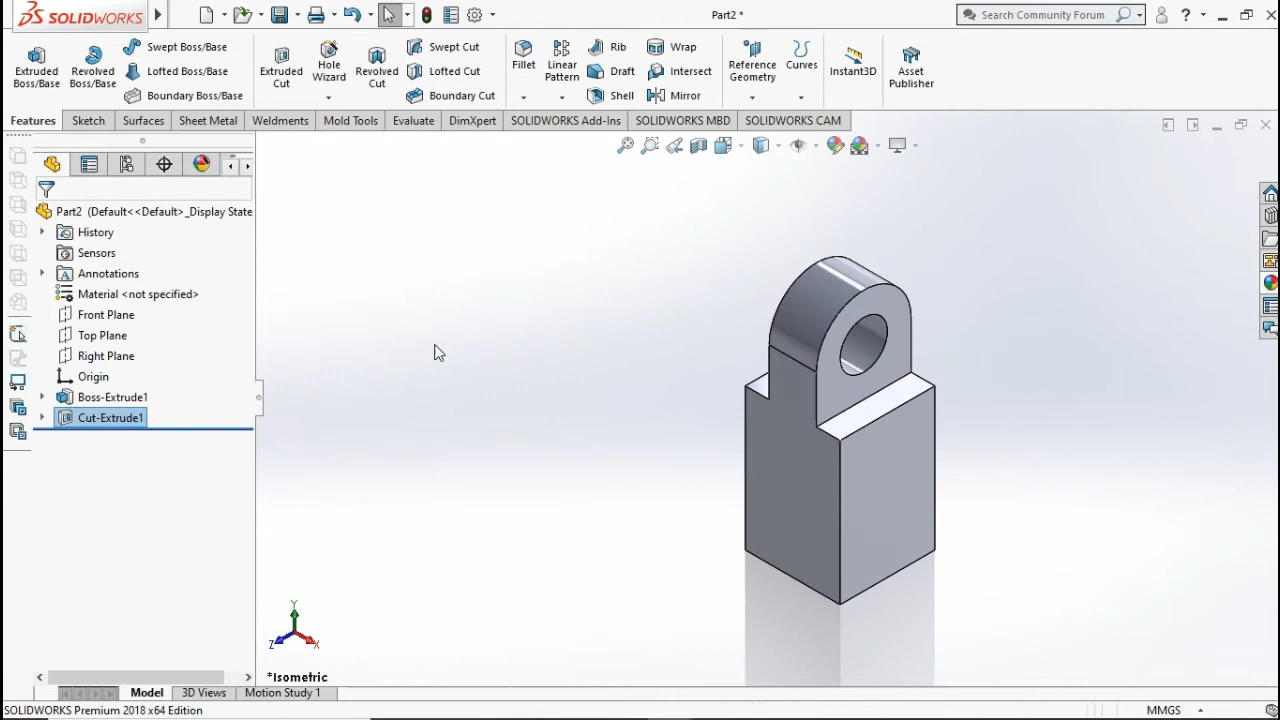 SOLIDWORKS
Part2 *
Search Community Forum
?
Extruded Boss/Base
Revolved Boss/Base
Swept Boss/Base
Lofted Boss/Base
Boundary Boss/Base
Extruded Cut
Hole Wizard
Revolved Cut
Swept Cut
Lofted Cut
Boundary Cut
Fillet
Linear Pattern
Rib
Draft
Shell
Wrap
Intersect
Mirror
Reference Geometry
Curves
Instant3D
Asset Publisher
Features
Sketch
Surfaces
Sheet Metal
Weldments
Mold Tools
Evaluate
DimXpert
SOLIDWORKS Add-Ins
SOLIDWORKS MBD
SOLIDWORKS CAM
Part2 (Default<<Default>_Display State
History
Sensors
Annotations
Material <not specified>
Front Plane
Top Plane
Right Plane
Origin
Boss-Extrude1
Cut-Extrude1
Y
Z
X
*Isometric
Model
3D Views
Motion Study 1
SOLIDWORKS Premium 2018 x64 Edition
MMGS